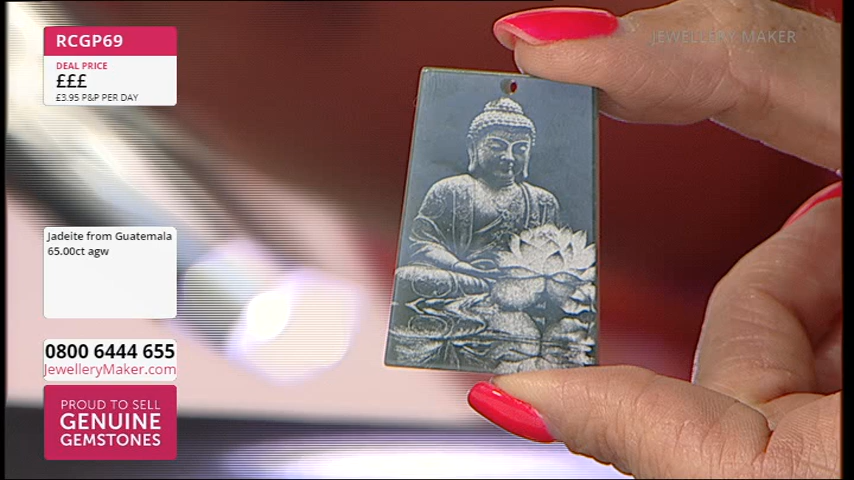 RCGP69
DEAL PRICE
£££
£3.95 P&P PER DAY
JEWELLERY MAKER
Jadeite from Guatemala
65.00ct agw
0800 6444 655
JewelleryMaker.com
PROUD TO SELL
GENUINE
GEMSTONES